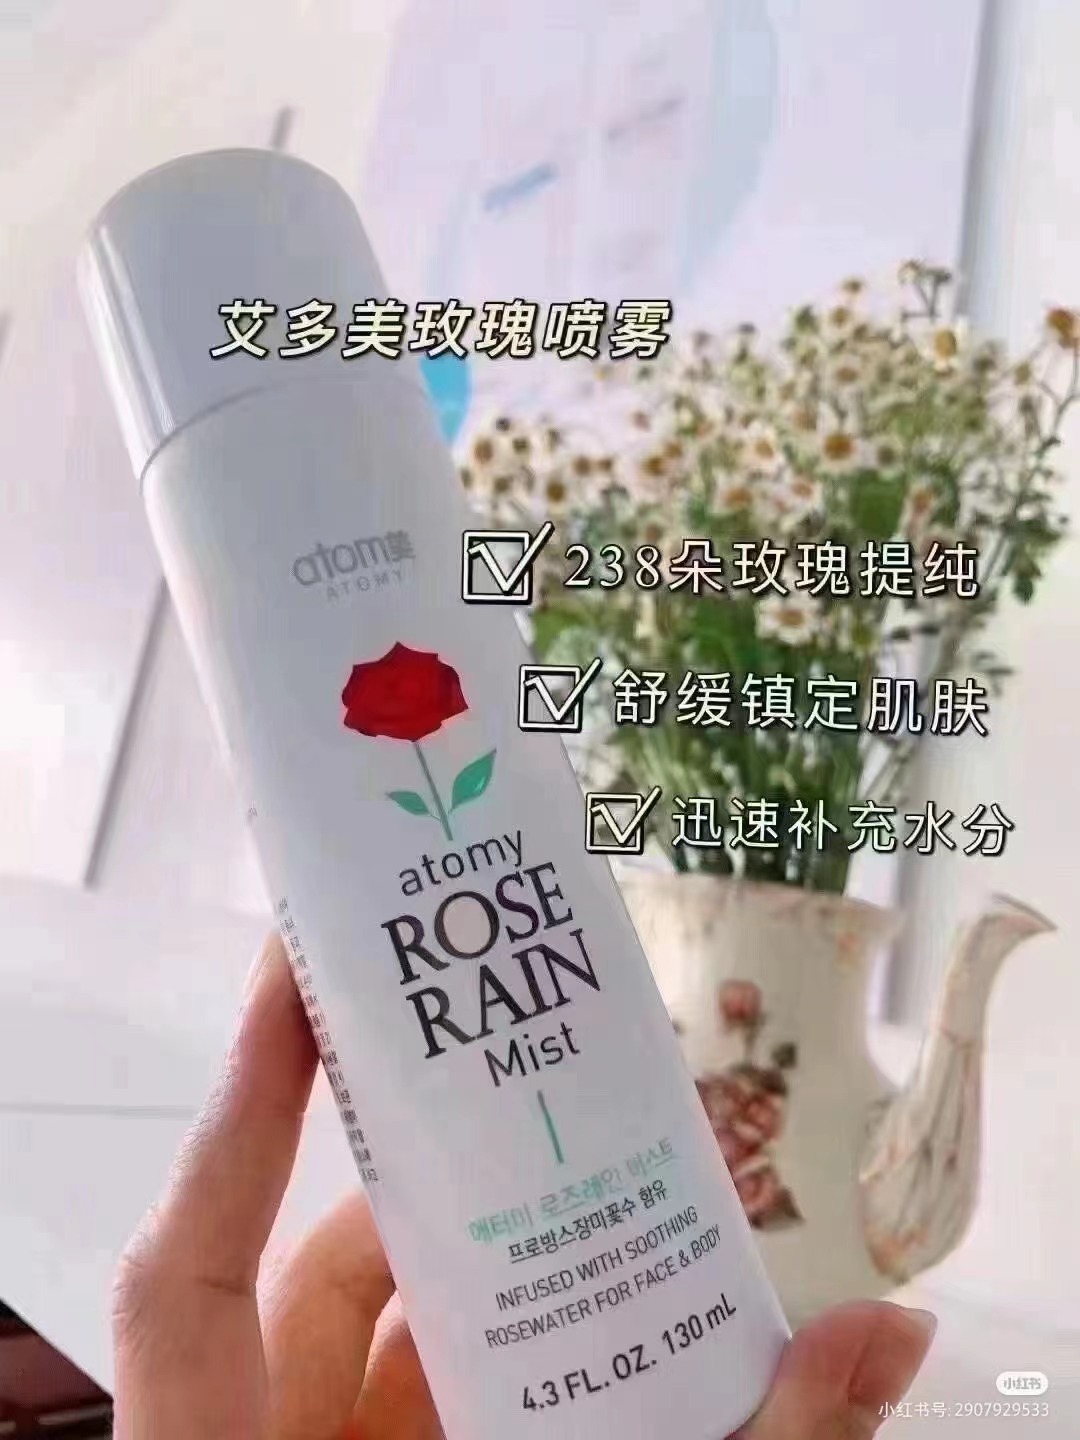 艾多美玫瑰喷雾
atom美
ATOMY
238朵玫瑰提纯
舒缓镇定肌肤
迅速补充水分
atomy
ROSE
RAIN
Mist
애터미 로즈레인 미스트
프로방스장미꽃수 함유
INFUSED WITH SOOTHING
ROSEWATER FOR FACE & BODY
4.3 FL. OZ. 130 mL
小红书
小红书号: 2907929533